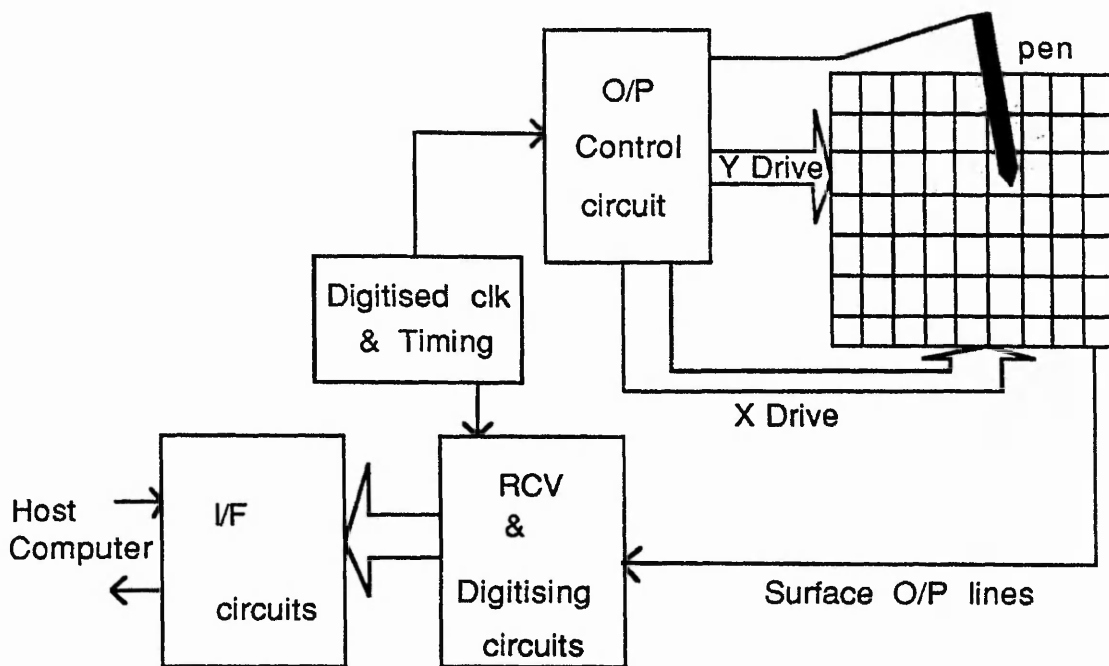 pen
O/P
Control
circuit
Y Drive
Digitised clk
& Timing
X Drive
RCV
&
Digitising
circuits
I/F
circuits
Host
Computer
Surface O/P lines